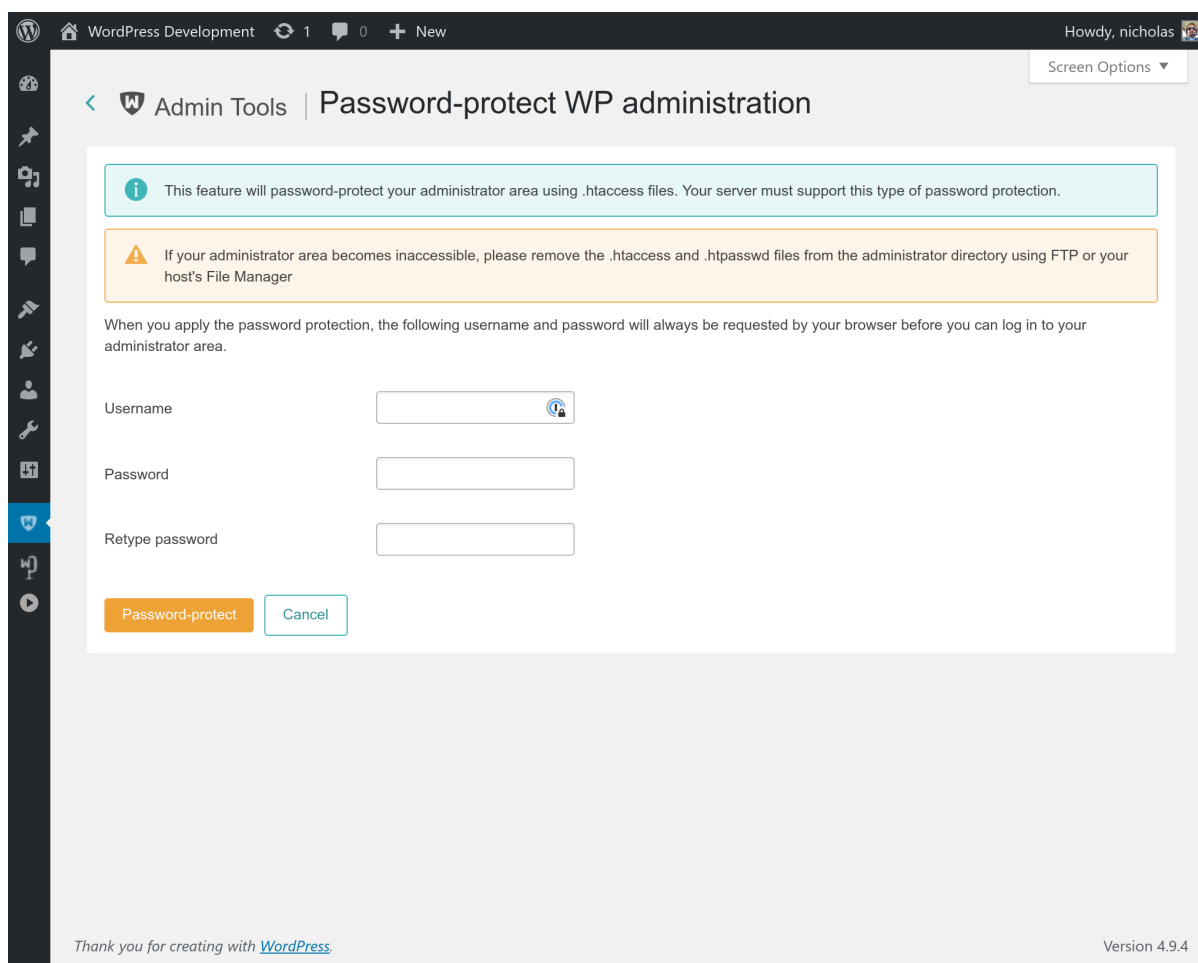 WordPress Development 1 0 New Howdy, nicholas
Screen Options ▼
Admin Tools | Password-protect WP administration
This feature will password-protect your administrator area using .htaccess files. Your server must support this type of password protection.
If your administrator area becomes inaccessible, please remove the .htaccess and .htpasswd files from the administrator directory using FTP or your
host's File Manager
When you apply the password protection, the following username and password will always be requested by your browser before you can log in to your
administrator area.
Username
Password
Retype password
Password-protect Cancel
Thank you for creating with WordPress. Version 4.9.4